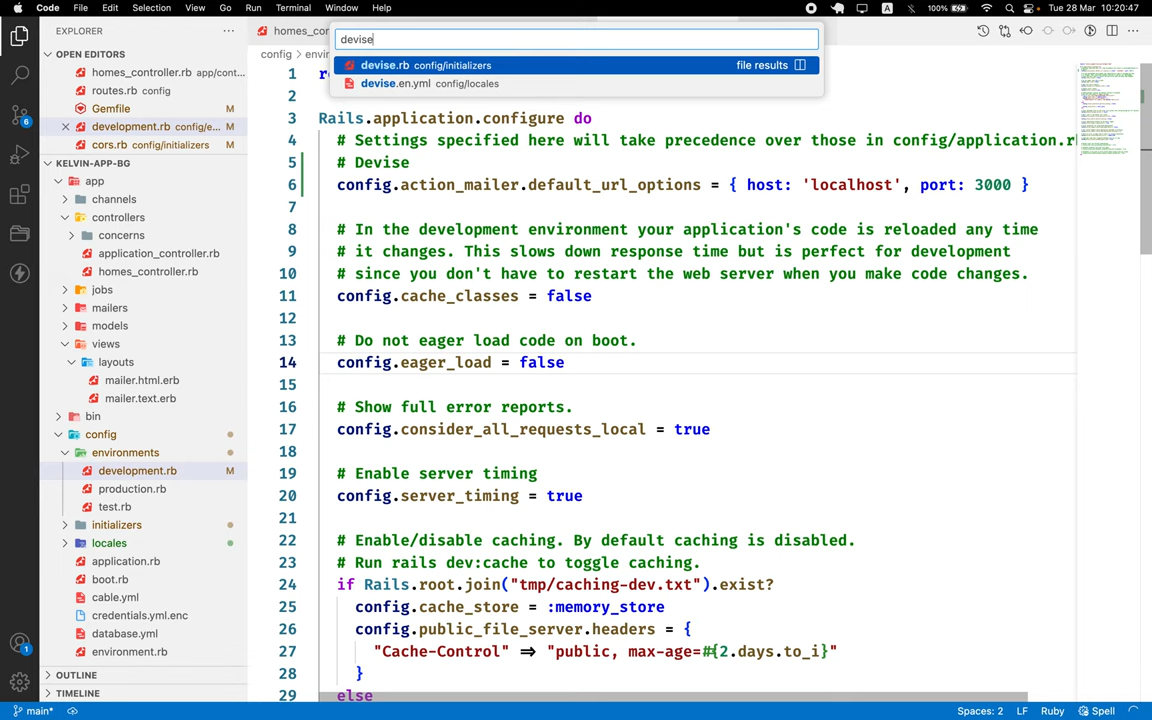 Code File Edit Selection View Go Run Terminal Window Help
A 100% Tue 28 Mar 10:20:47
EXPLORER
OPEN EDITORS
homes_controller.rb app/cont...
routes.rb config
Gemfile M
development.rb config/e... M
cors.rb config/initializers M
KELVIN-APP-BG
app
channels
controllers
concerns
application_controller.rb
homes_controller.rb
jobs
mailers
models
views
layouts
mailer.html.erb
mailer.text.erb
bin
config
environments
development.rb M
production.rb
test.rb
initializers
locales
application.rb
boot.rb
cable.yml
credentials.yml.enc
database.yml
environment.rb
OUTLINE
TIMELINE
6
1
homes_cor
config > envir
devise
devise.rb config/initializers file results
devise.en.yml config/locales
1 r
2
3 Rails.application.configure do
4 # Settings specified here will take precedence over those in config/application.r
5 # Devise
6 config.action_mailer.default_url_options = { host: 'localhost', port: 3000 }
7
8 # In the development environment your application's code is reloaded any time
9 # it changes. This slows down response time but is perfect for development
10 # since you don't have to restart the web server when you make code changes.
11 config.cache_classes = false
12
13 # Do not eager load code on boot.
14 config.eager_load = false
15
16 # Show full error reports.
17 config.consider_all_requests_local = true
18
19 # Enable server timing
20 config.server_timing = true
21
22 # Enable/disable caching. By default caching is disabled.
23 # Run rails dev:cache to toggle caching.
24 if Rails.root.join("tmp/caching-dev.txt").exist?
25 config.cache_store = :memory_store
26 config.public_file_server.headers = {
27 "Cache-Control" => "public, max-age=#{2.days.to_i}"
28 }
29 else
main* Spaces: 2 LF Ruby Spell